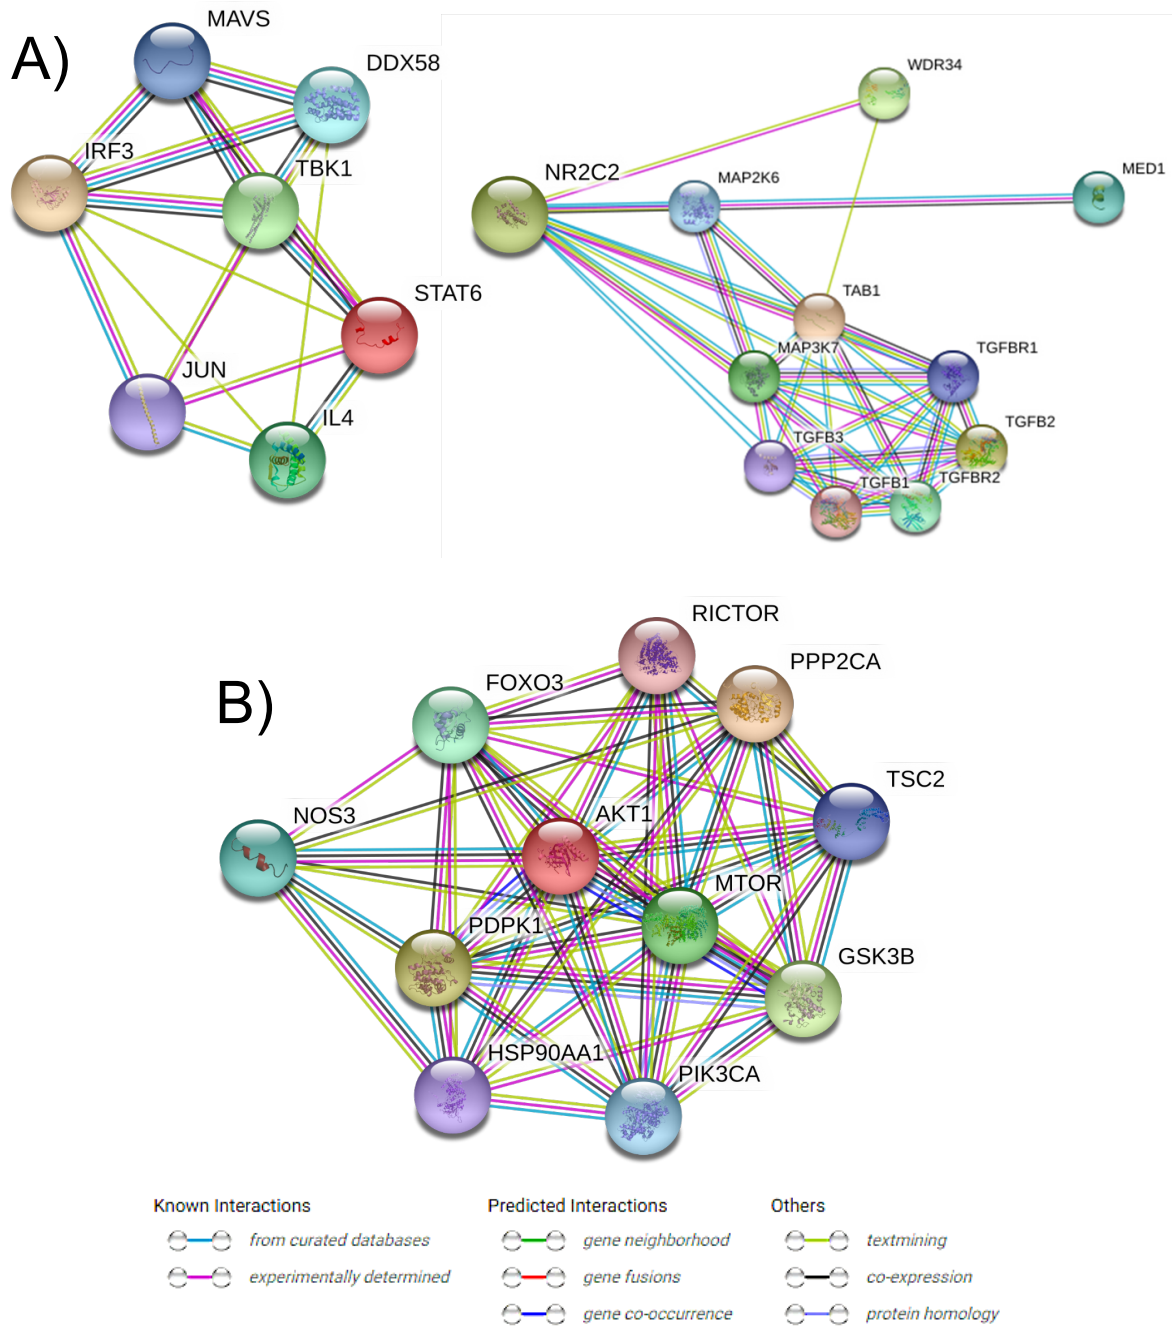 A)
MAVS
DDX58
IRF3
TBK1
STAT6
JUN
IL4
WDR34
NR2C2
MAP2K6
MED1
TAB1
MAP3K7
TGFBR1
TGFB2
TGFB3
TGFB1
TGFBR2
B)
RICTOR
PPP2CA
FOXO3
TSC2
NOS3
AKT1
MTOR
PDPK1
GSK3B
HSP90AA1
PIK3CA
Known Interactions
from curated databases
experimentally determined
Predicted Interactions
gene neighborhood
gene fusions
gene co-occurrence
Others
textmining
co-expression
protein homology